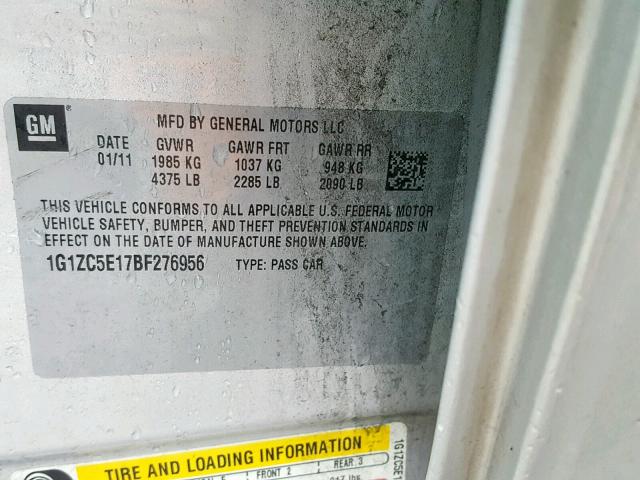 GM
®
MFD BY GENERAL MOTORS LLC
DATE GVWR GAWR FRT GAWR RR
01/11 1985 KG 1037 KG 948 KG
4375 LB 2285 LB 2090 LB
THIS VEHICLE CONFORMS TO ALL APPLICABLE U.S. FEDERAL MOTOR
VEHICLE SAFETY, BUMPER, AND THEFT PREVENTION STANDARDS IN
EFFECT ON THE DATE OF MANUFACTURE SHOWN ABOVE.
1G1ZC5E17BF276956 TYPE: PASS CAR
TIRE AND LOADING INFORMATION
FRONT 2 REAR 3
1G1ZC5E1